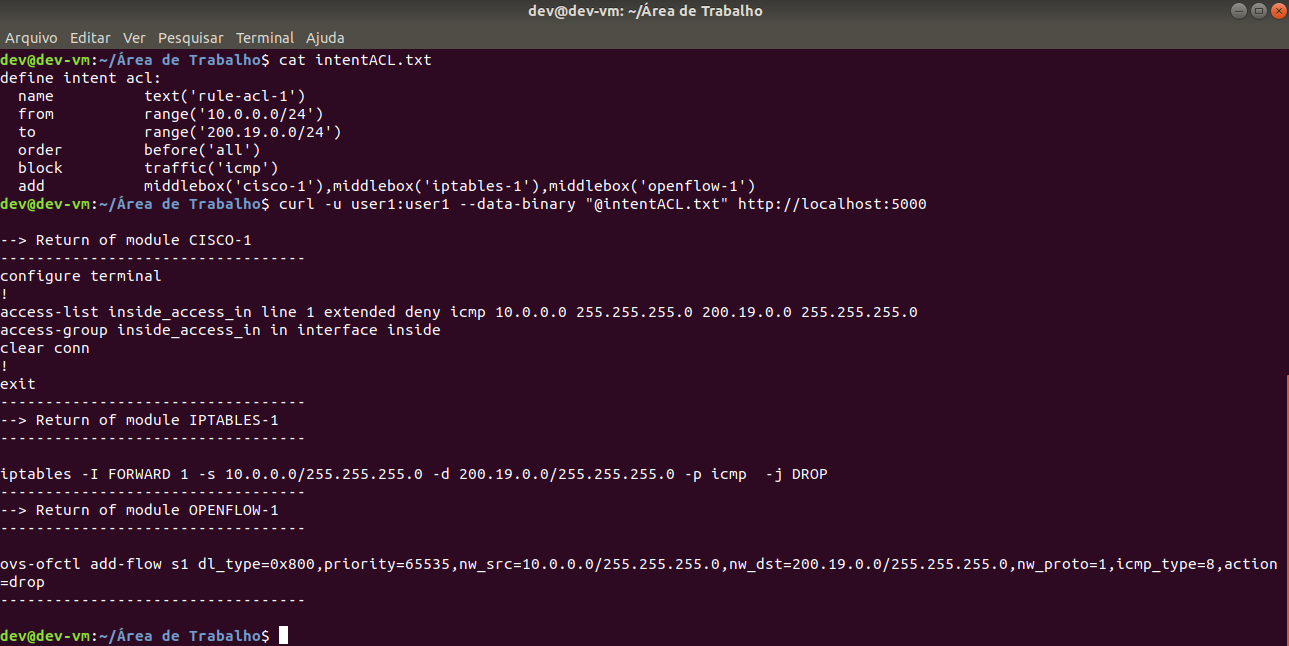 dev@dev-vm: ~/Área de Trabalho
Arquivo Editar Ver Pesquisar Terminal Ajuda
dev@dev-vm:~/Área de Trabalho$ cat intentACL.txt
define intent acl:
  name          text('rule-acl-1')
  from          range('10.0.0.0/24')
  to            range('200.19.0.0/24')
  order         before('all')
  block         traffic('icmp')
  add           middlebox('cisco-1'),middlebox('iptables-1'),middlebox('openflow-1')
dev@dev-vm:~/Área de Trabalho$ curl -u user1:user1 --data-binary "@intentACL.txt" http://localhost:5000
--> Return of module CISCO-1
----------------------------------
configure terminal
!
access-list inside_access_in line 1 extended deny icmp 10.0.0.0 255.255.255.0 200.19.0.0 255.255.255.0
access-group inside_access_in in interface inside
clear conn
!
exit
----------------------------------
--> Return of module IPTABLES-1
----------------------------------
iptables -I FORWARD 1 -s 10.0.0.0/255.255.255.0 -d 200.19.0.0/255.255.255.0 -p icmp  -j DROP
----------------------------------
--> Return of module OPENFLOW-1
----------------------------------
ovs-ofctl add-flow s1 dl_type=0x800,priority=65535,nw_src=10.0.0.0/255.255.255.0,nw_dst=200.19.0.0/255.255.255.0,nw_proto=1,icmp_type=8,action
=drop
----------------------------------
dev@dev-vm:~/Área de Trabalho$